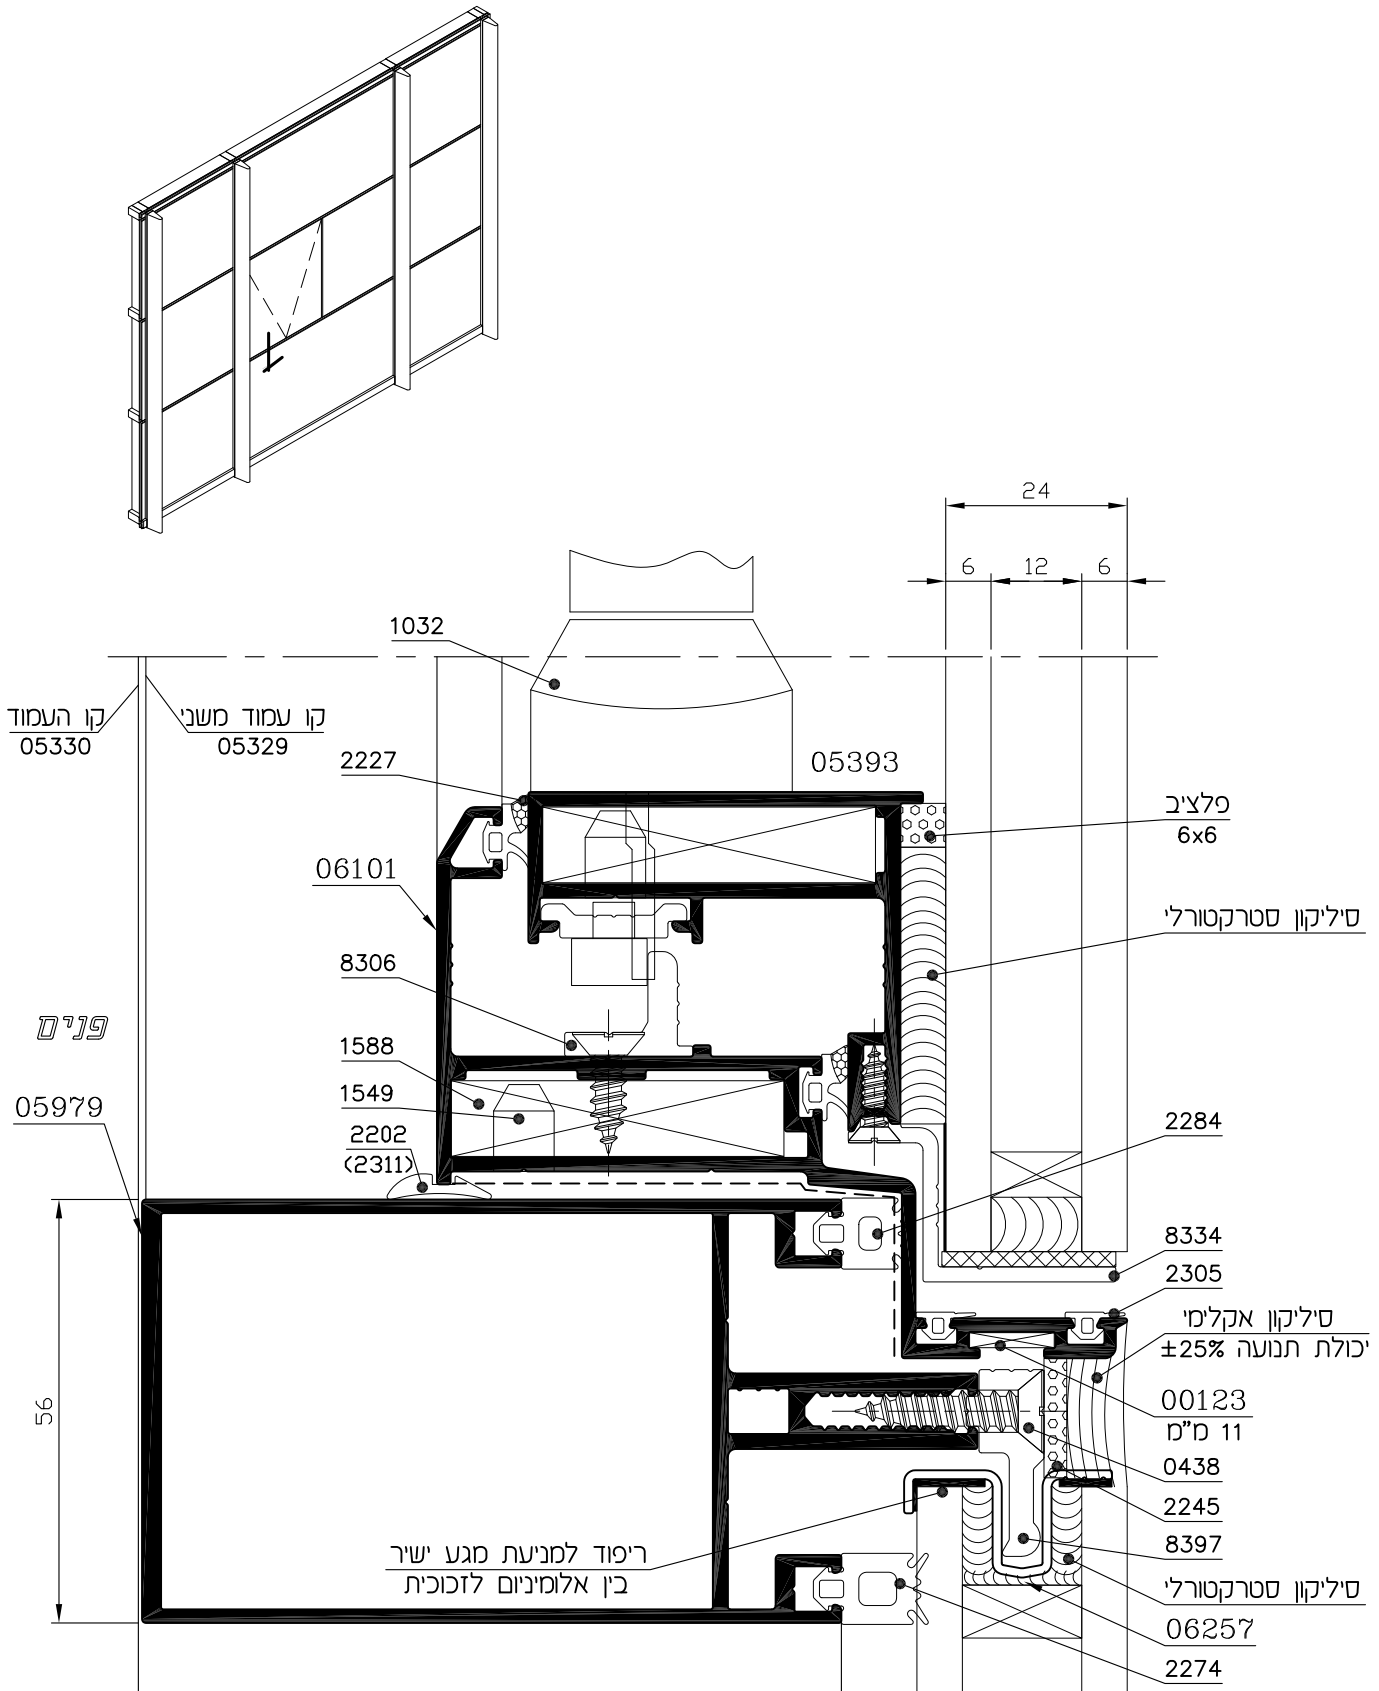 24
6 12 6
1032
קו העמוד
05330
קו עמוד משני
05329
2227
05393
פלציב
6x6
06101
סיליקון סטרקטורלי
8306
פנים
1588
1549
05979
2202
(2311)
2284
8334
2305
סיליקון אקלימי
יכולת תנועה ±25%
56
00123
11 מ"מ
0438
2245
8397
ריפוד למניעת מגע ישיר
בין אלומיניום לזכוכית
סיליקון סטרקטורלי
06257
2274